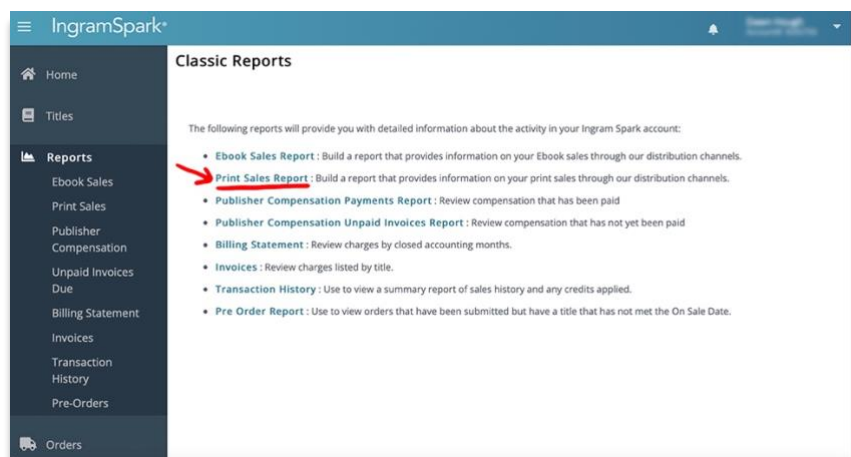 IngramSpark®
Home
Titles
Reports
Ebook Sales
Print Sales
Publisher
Compensation
Unpaid Invoices
Due
Billing Statement
Invoices
Transaction
History
Pre-Orders
Orders
Classic Reports
The following reports will provide you with detailed information about the activity in your Ingram Spark account:
• Ebook Sales Report : Build a report that provides information on your Ebook sales through our distribution channels.
Print Sales Report : Build a report that provides information on your print sales through our distribution channels.
• Publisher Compensation Payments Report : Review compensation that has been paid
• Publisher Compensation Unpaid Invoices Report : Review compensation that has not yet been paid
• Billing Statement : Review charges by closed accounting months.
• Invoices : Review charges listed by title.
• Transaction History : Use to view a summary report of sales history and any credits applied.
• Pre Order Report : Use to view orders that have been submitted but have a title that has not met the On Sale Date.